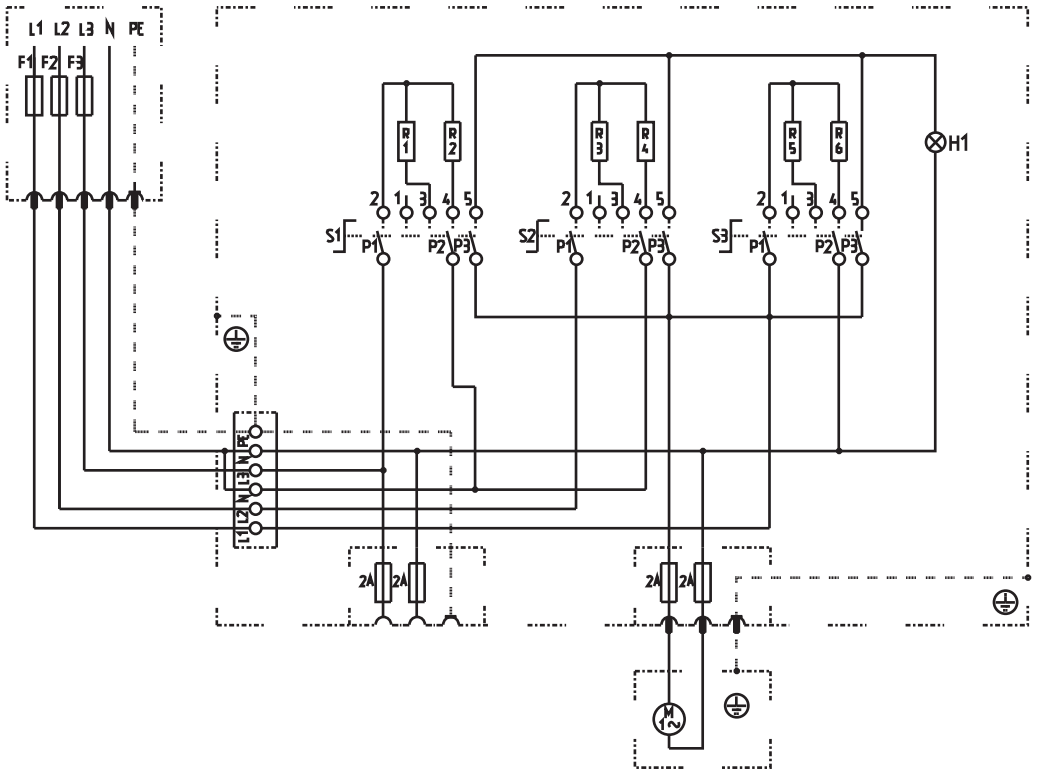 L1 L2 L3 N PE
F1 F2 F3
R1 R2 R3 R4 R5 R6
H1
2 1 3 4 5 2 1 3 4 5 2 1 3 4 5
S1 P1 P2 P3 S2 P1 P2 P3 S3 P1 P2 P3
PE
N
L3
N
L2
L1
2A 2A 2A 2A
M
1~